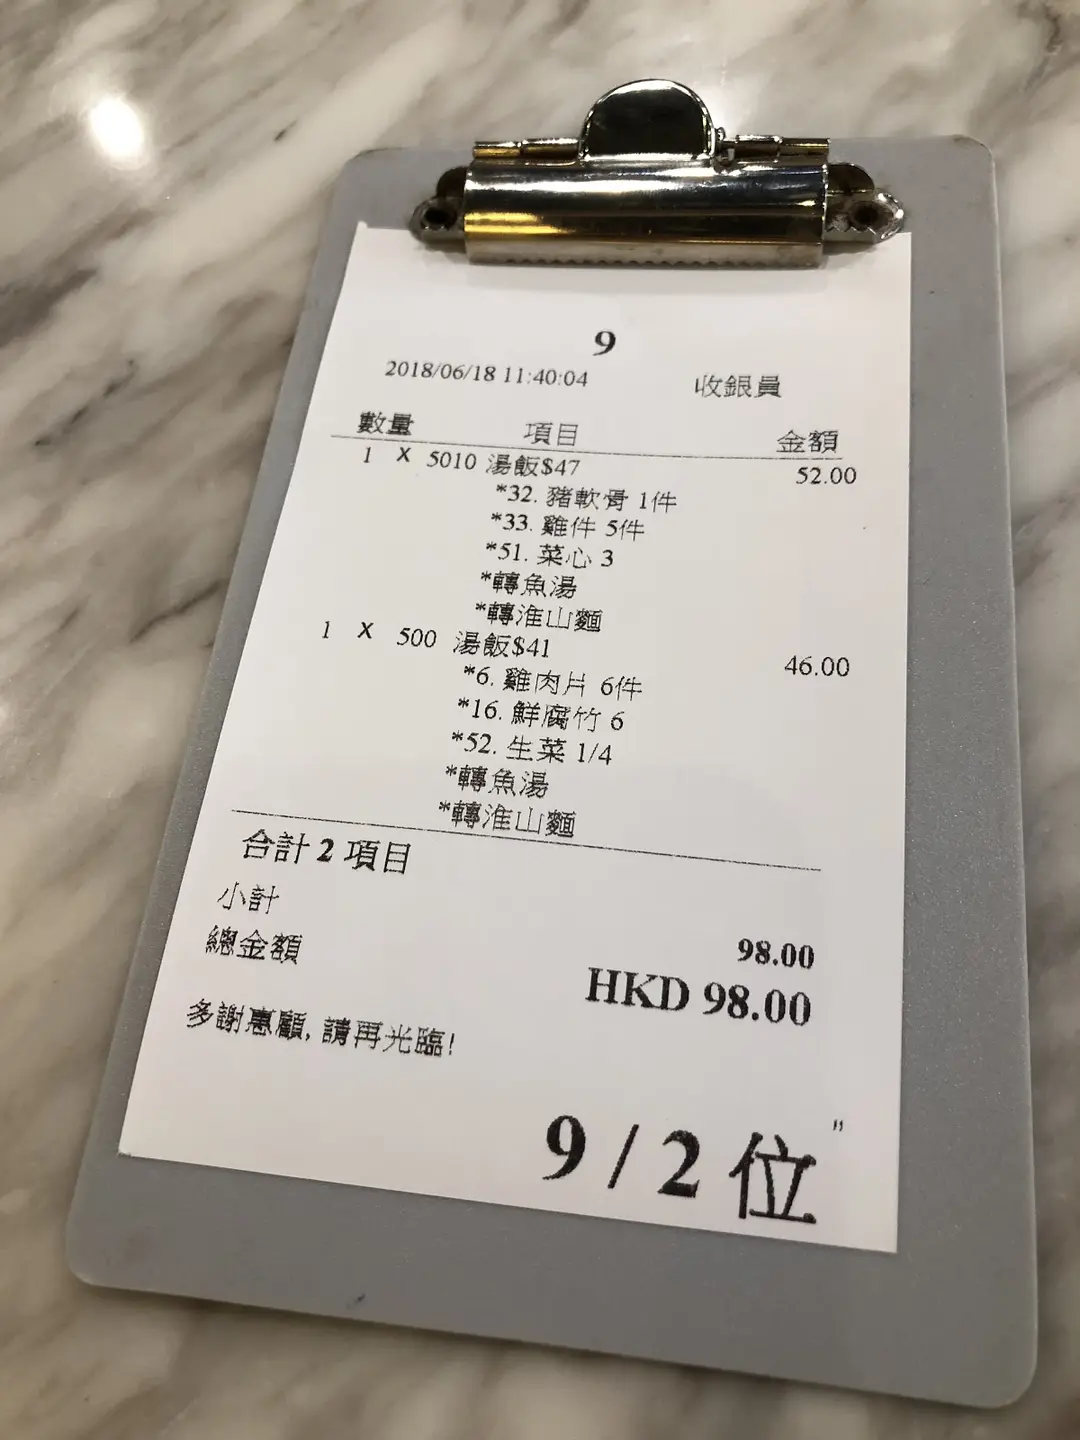 9
2018/06/18 11:40:04 收銀員
數量 項目 金額
1 X 5010 湯飯$47 52.00
*32. 豬軟骨 1件
*33. 雞件 5件
*51. 菜心 3
*轉魚湯
*轉淮山麵
1 X 500 湯飯$41 46.00
*6. 雞肉片 6件
*16. 鮮腐竹 6
*52. 生菜 1/4
*轉魚湯
*轉淮山麵
合計 2 項目
小計 98.00
總金額 HKD 98.00
多謝惠顧, 請再光臨!
9 / 2 位"